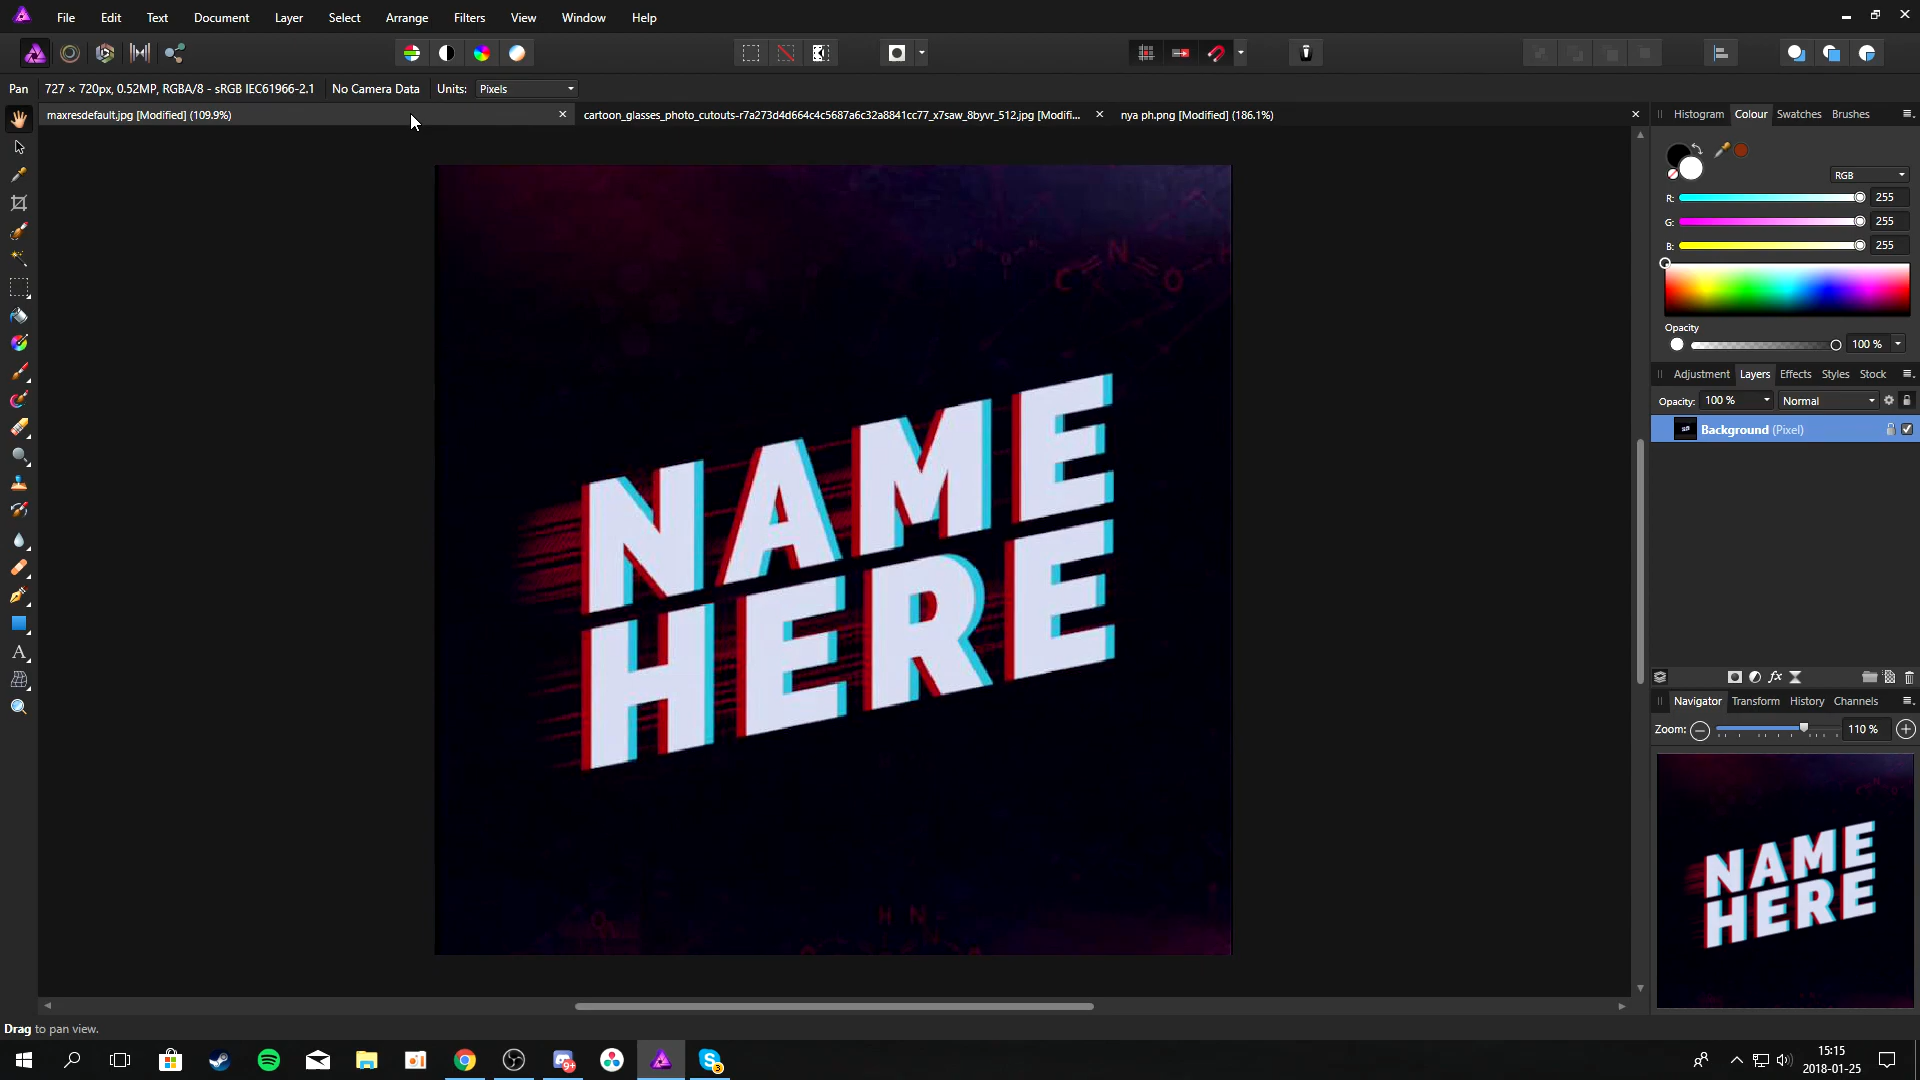 File Edit Text Document Layer Select Arrange Filters View Window Help
Pan 727 × 720px, 0.52MP, RGBA/8 - sRGB IEC61966-2.1 No Camera Data Units: Pixels
maxresdefault.jpg [Modified] (109.9%) cartoon_glasses_photo_cutouts-r7a273d4d664c4c5687a6c32a8841cc77_x7saw_8byvr_512.jpg [Modifi... nya ph.png [Modified] (186.1%)
Histogram Colour Swatches Brushes
RGB
R: 255
G: 255
B: 255
Opacity
100 %
Adjustment Layers Effects Styles Stock
Opacity: 100 % Normal
Background (Pixel)
C N O
NAME
HERE
H N
fx
Navigator Transform History Channels
Zoom: 110 %
NAME
HERE
Drag to pan view.
9+
3
15:15
2018-01-25